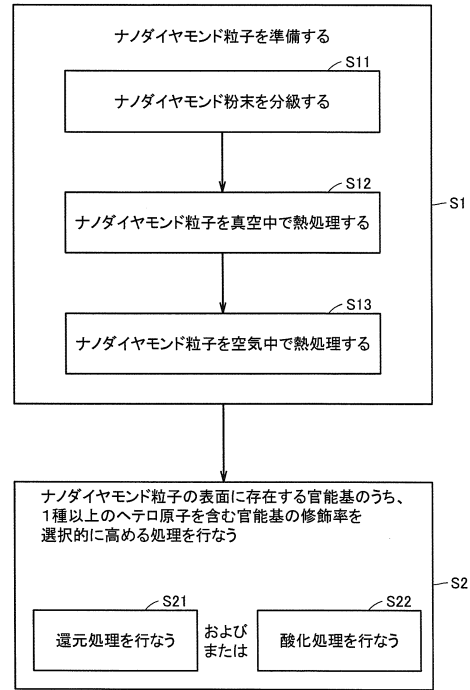 ナノダイヤモンド粒子を準備する
S11
ナノダイヤモンド粉末を分級する
S12
ナノダイヤモンド粒子を真空中で熱処理する
S1
S13
ナノダイヤモンド粒子を空気中で熱処理する
ナノダイヤモンド粒子の表面に存在する官能基のうち、
1種以上のヘテロ原子を含む官能基の修飾率を
選択的に高める処理を行なう
S2
S21
還元処理を行なう
および
または
S22
酸化処理を行なう